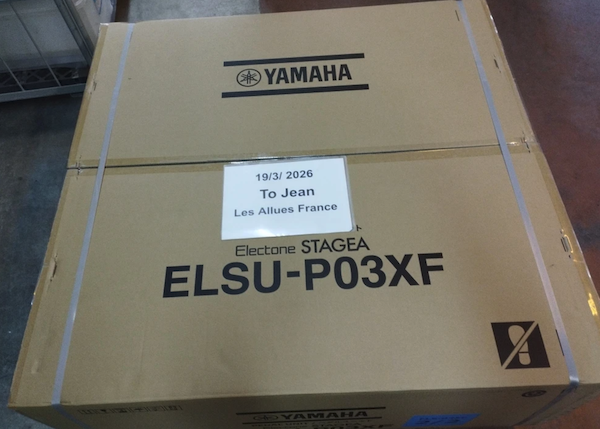 YAMAHA
19/3/ 2026
To Jean
Les Allues France
Electone STAGEA
ELSU-P03XF
YAMAHA